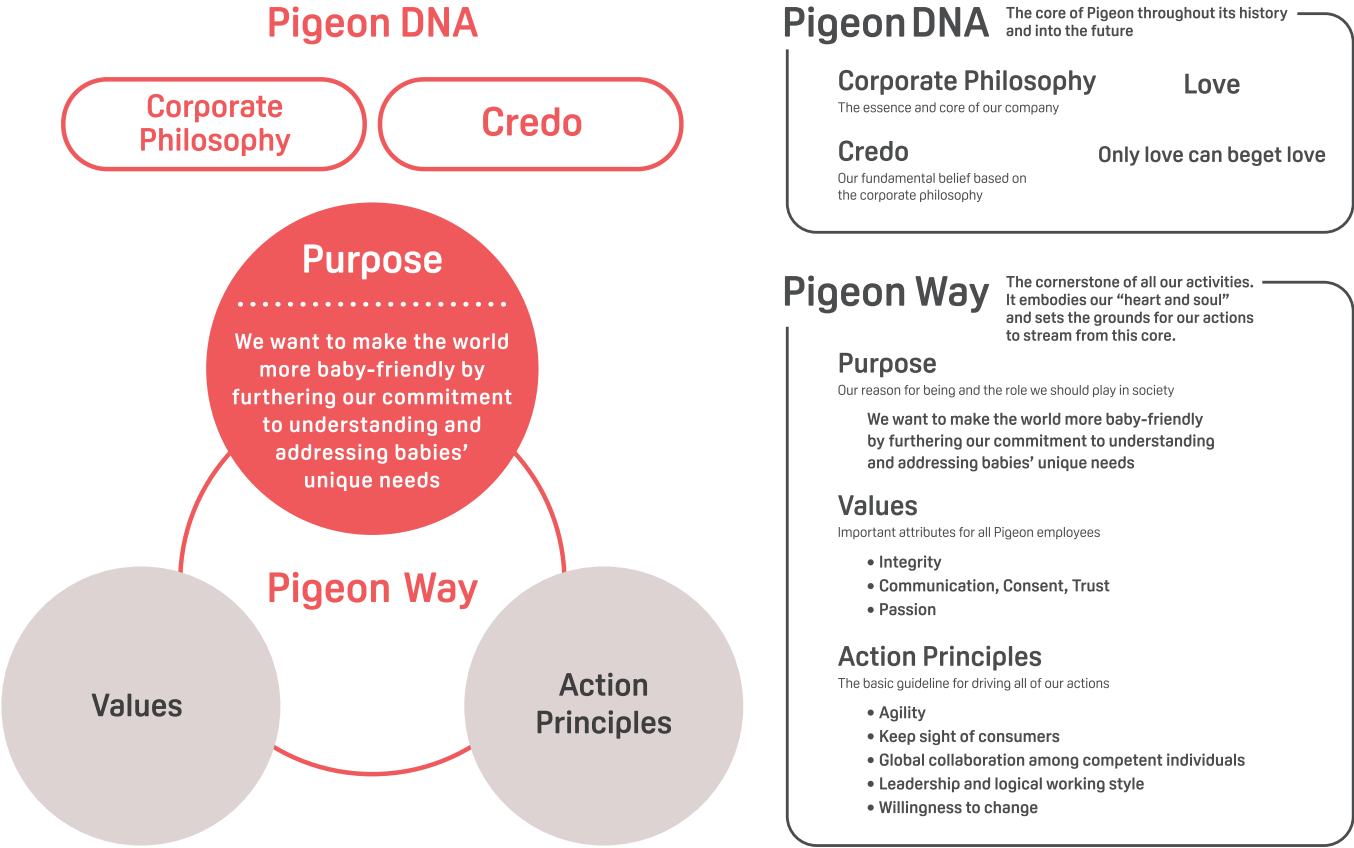 Pigeon DNA
Corporate
Philosophy
Credo
Purpose
We want to make the world
more baby-friendly by
furthering our commitment
to understanding and
addressing babies’
unique needs
Pigeon Way
Values
Action
Principles
Pigeon DNA
The core of Pigeon throughout its history
and into the future
Corporate Philosophy
The essence and core of our company
Love
Credo
Our fundamental belief based on
the corporate philosophy
Only love can beget love
Pigeon Way
The cornerstone of all our activities.
It embodies our “heart and soul”
and sets the grounds for our actions
to stream from this core.
Purpose
Our reason for being and the role we should play in society
We want to make the world more baby-friendly
by furthering our commitment to understanding
and addressing babies’ unique needs
Values
Important attributes for all Pigeon employees
• Integrity
• Communication, Consent, Trust
• Passion
Action Principles
The basic guideline for driving all of our actions
• Agility
• Keep sight of consumers
• Global collaboration among competent individuals
• Leadership and logical working style
• Willingness to change